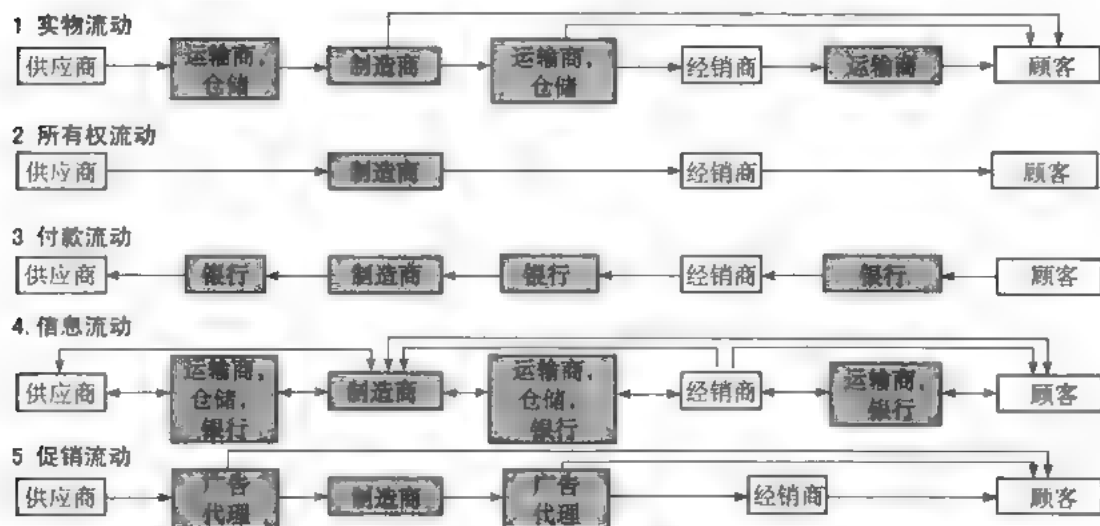 1 实物流动
供应商 运输商, 制造商 运输商, 经销商 运输商 顾客
仓储 仓储
2 所有权流动
供应商 制造商 经销商 顾客
3 付款流动
供应商 银行 制造商 银行 经销商 银行 顾客
4. 信息流动
供应商 运输商, 制造商 运输商, 经销商 运输商, 顾客
仓储, 仓储, 银行
银行 银行
5 促销流动
供应商 广告 制造商 广告 经销商 顾客
代理 代理